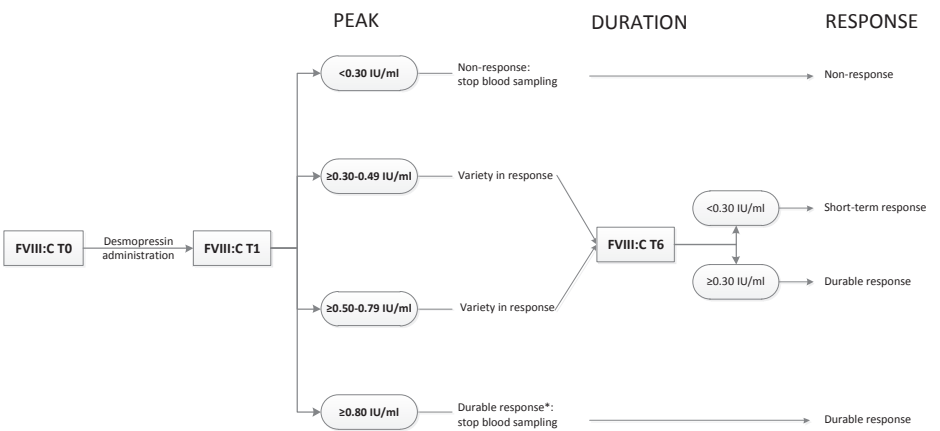 PEAK
DURATION
RESPONSE
<0.30 IU/ml
Non-response:
stop blood sampling
Non-response
≥0.30-0.49 IU/ml
Variety in response
<0.30 IU/ml
Short-term response
FVIII:C T0
Desmopressin
administration
FVIII:C T1
FVIII:C T6
≥0.30 IU/ml
Durable response
≥0.50-0.79 IU/ml
Variety in response
≥0.80 IU/ml
Durable response*:
stop blood sampling
Durable response